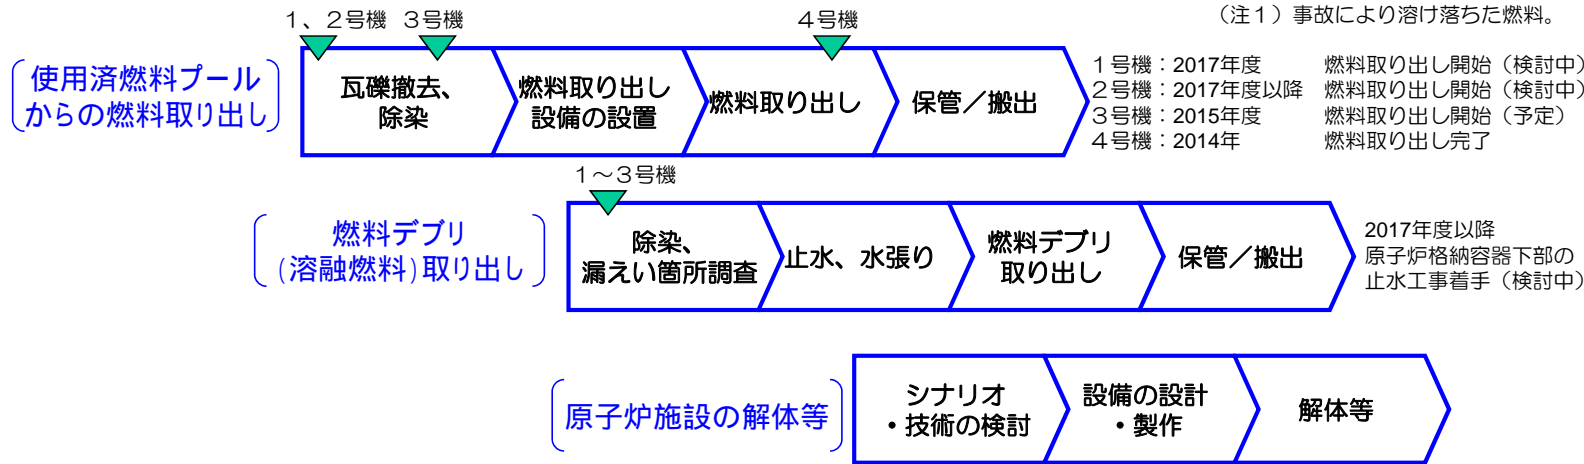 （注１）事故により溶け落ちた燃料。
１、２号機
３号機
４号機
使用済燃料プール
からの燃料取り出し
瓦礫撤去、
除染
燃料取り出し
設備の設置
燃料取り出し
保管／搬出
１号機：2017年度 燃料取り出し開始（検討中）
２号機：2017年度以降 燃料取り出し開始（検討中）
３号機：2015年度 燃料取り出し開始（予定）
４号機：2014年 燃料取り出し完了
１～３号機
燃料デブリ
(溶融燃料)取り出し
除染、
漏えい箇所調査
止水、水張り
燃料デブリ
取り出し
保管／搬出
2017年度以降
原子炉格納容器下部の
止水工事着手（検討中）
原子炉施設の解体等
シナリオ
・技術の検討
設備の設計
・製作
解体等